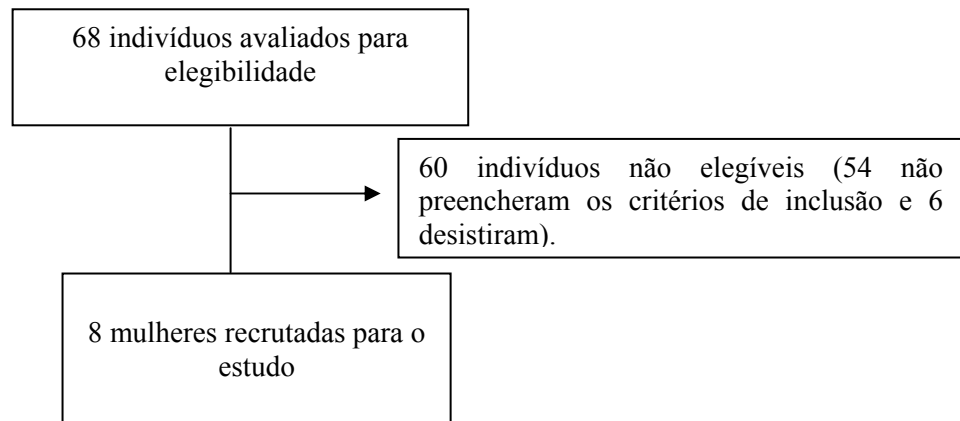 68 indivíduos avaliados para
elegibilidade
60 indivíduos não elegíveis (54 não
preencheram os critérios de inclusão e 6
desistiram).
8 mulheres recrutadas para o
estudo